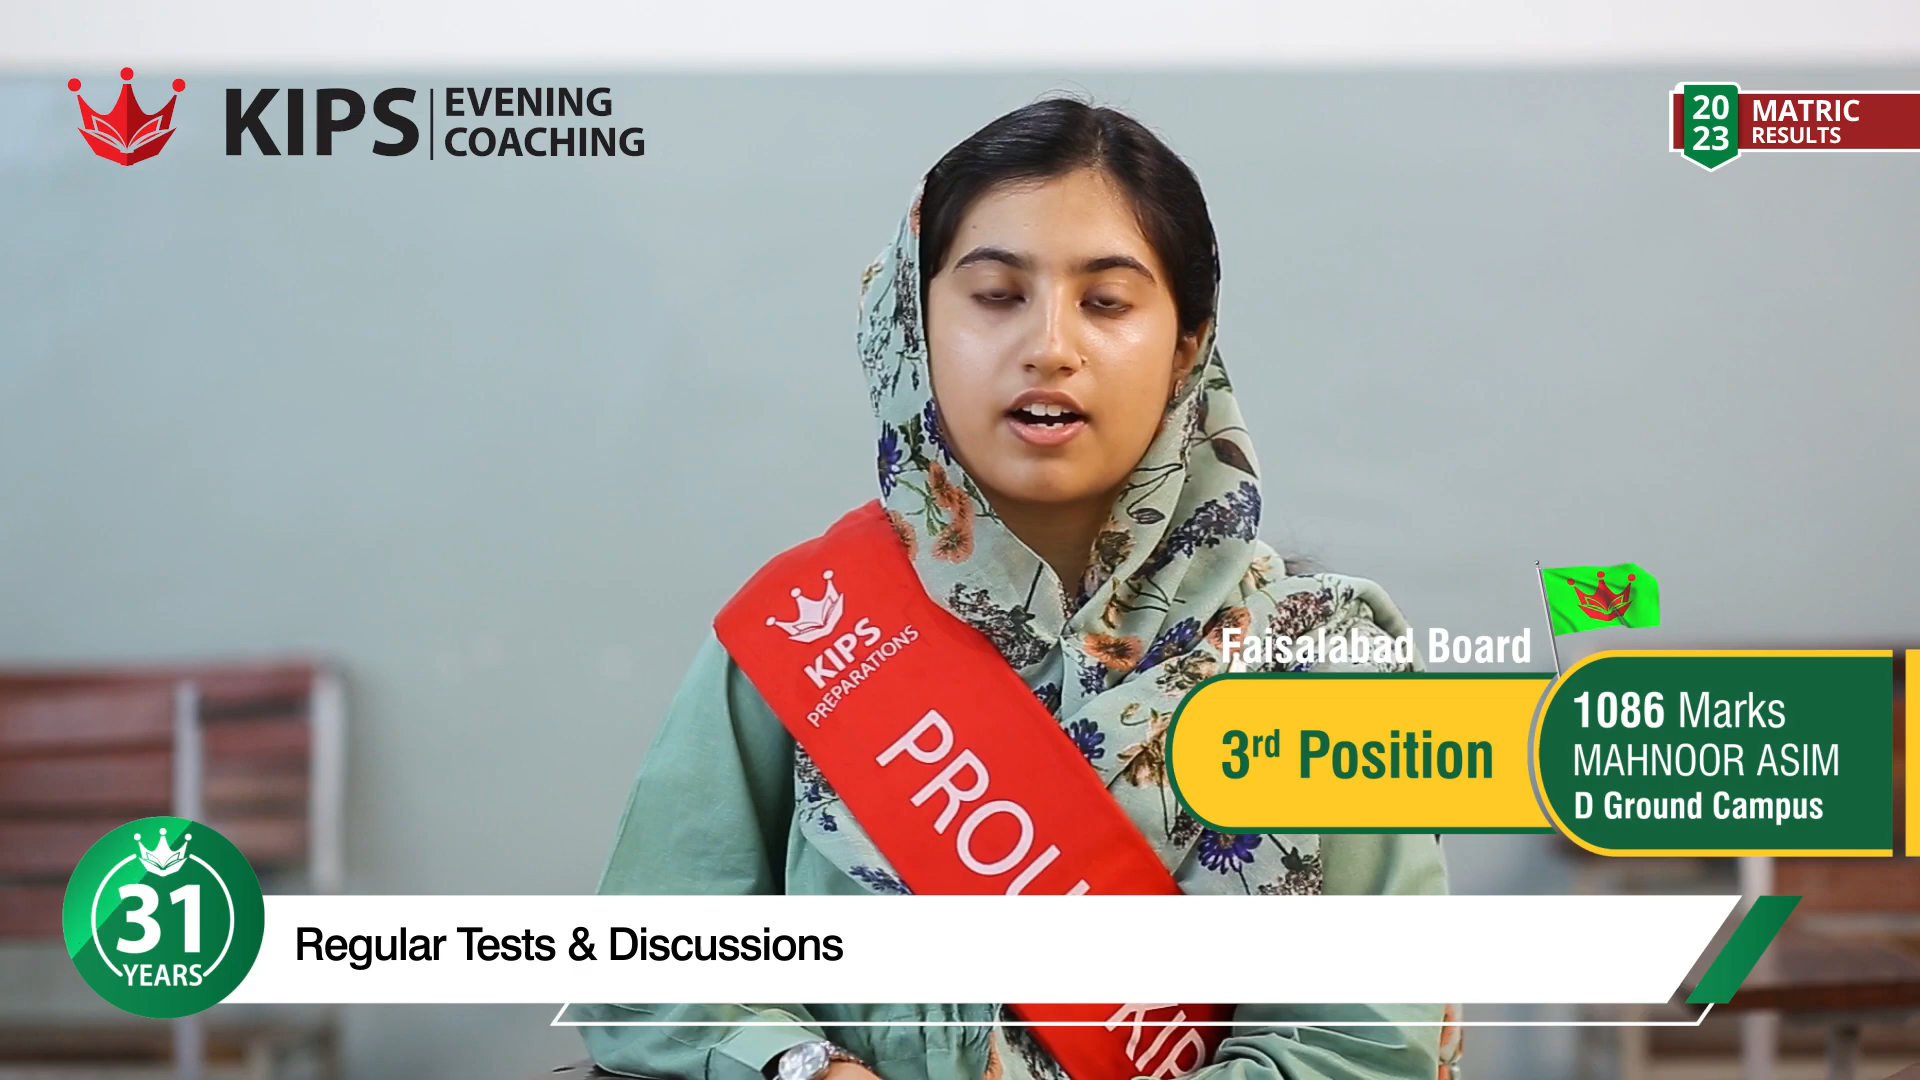 KIPS
EVENING
COACHING
20
23
MATRIC
RESULTS
KIPS
PREPARATIONS
Faisalabad Board
3rd Position
1086 Marks
MAHNOOR ASIM
D Ground Campus
31
YEARS
Regular Tests & Discussions